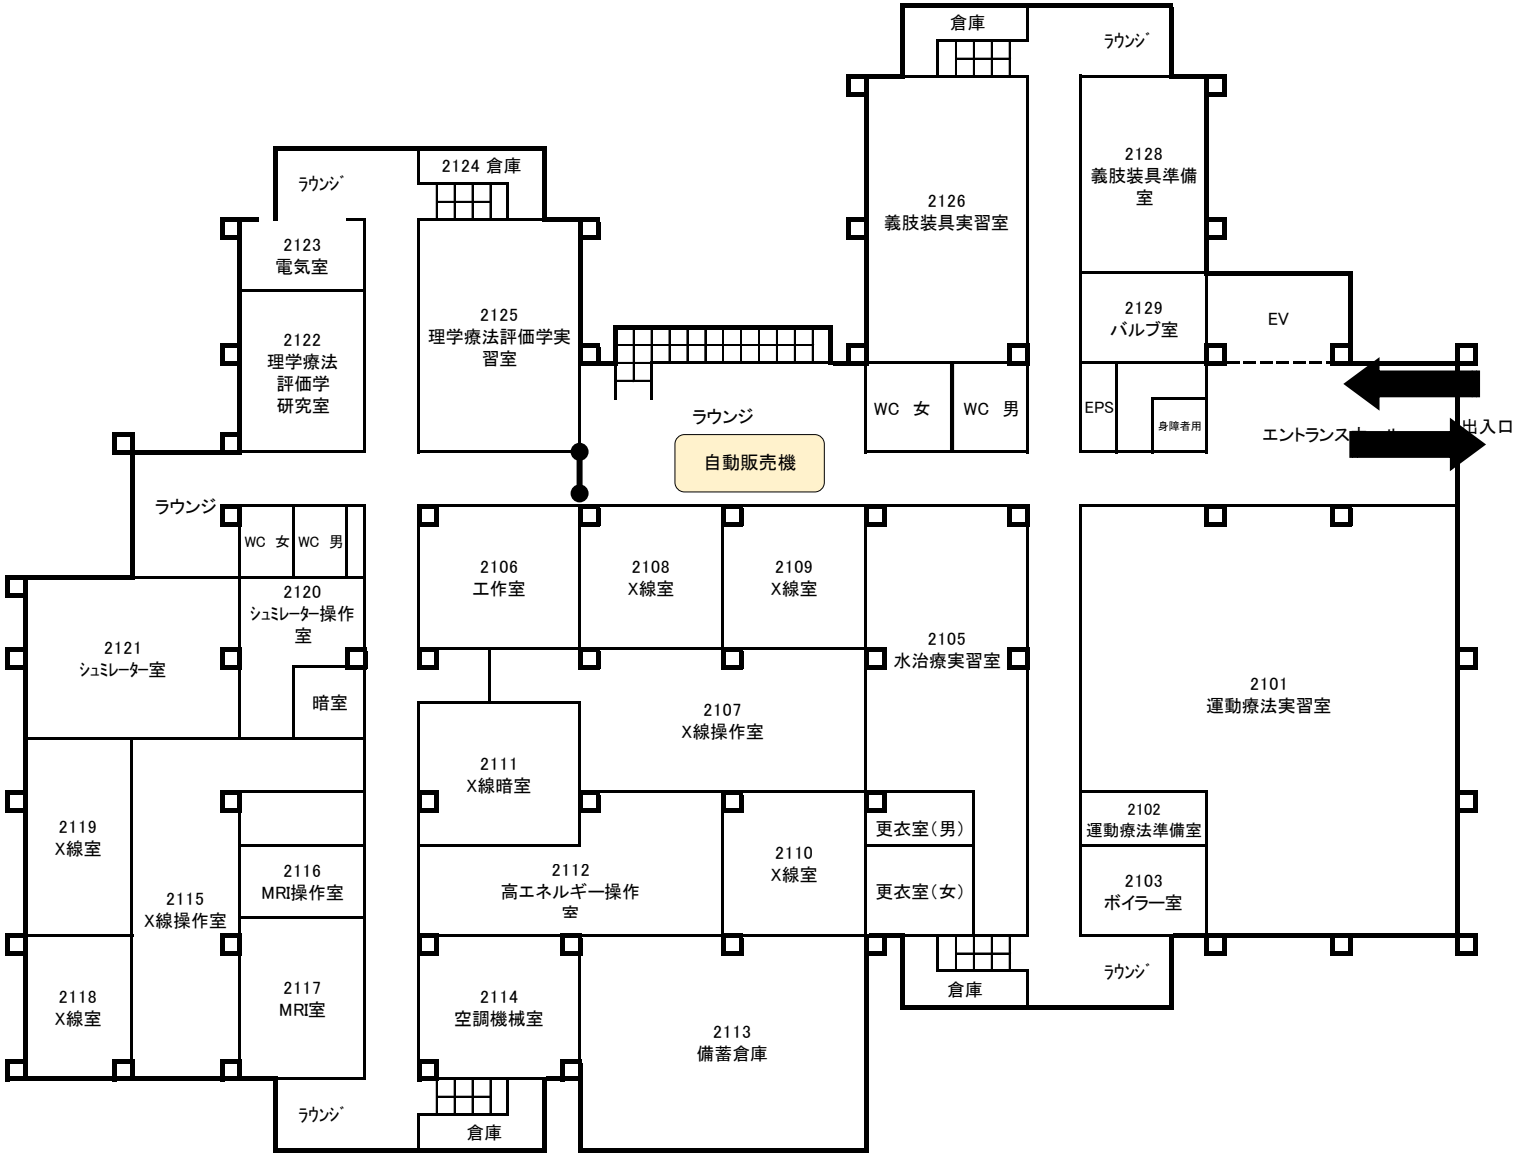 倉庫
ラウンジ
2124 倉庫
ラウンジ
2128
義肢装具準備
室
2126
義肢装具実習室
2123
電気室
2125
理学療法評価学実
習室
2129
バルブ室
EV
2122
理学療法
評価学
研究室
ラウンジ
WC 女
WC 男
EPS
身障者用
エントランス
出入口
自動販売機
ラウンジ
WC 女
WC 男
2106
工作室
2108
X線室
2109
X線室
2120
シュミレーター操作
室
2121
シュミレーター室
2105
水治療実習室
暗室
2107
X線操作室
2101
運動療法実習室
2111
X線暗室
2119
X線室
更衣室(男)
2102
運動療法準備室
2116
MRI操作室
2112
高エネルギー操作
室
2110
X線室
更衣室(女)
2103
ボイラー室
2115
X線操作室
2118
X線室
2117
MRI室
2114
空調機械室
倉庫
ラウンジ
2113
備蓄倉庫
ラウンジ
倉庫